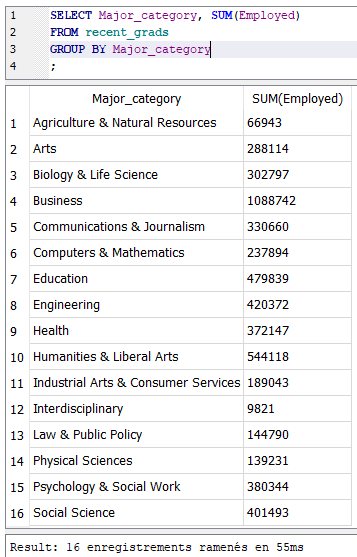 1 SELECT Major_category, SUM(Employed)
2 FROM recent_grads
3 GROUP BY Major_category
4 ;
Major_category SUM(Employed)
1 Agriculture & Natural Resources 66943
2 Arts 288114
3 Biology & Life Science 302797
4 Business 1088742
5 Communications & Journalism 330660
6 Computers & Mathematics 237894
7 Education 479839
8 Engineering 420372
9 Health 372147
10 Humanities & Liberal Arts 544118
11 Industrial Arts & Consumer Services 189043
12 Interdisciplinary 9821
13 Law & Public Policy 144790
14 Physical Sciences 139231
15 Psychology & Social Work 380344
16 Social Science 401493
Result: 16 enregistrements ramenés en 55ms